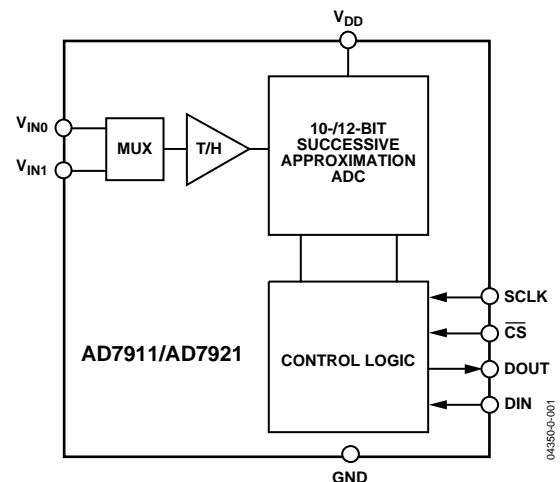 VDD
VIN0
VIN1
MUX
T/H
10-/12-BIT
SUCCESSIVE
APPROXIMATION
ADC
SCLK
CS
DOUT
DIN
CONTROL LOGIC
AD7911/AD7921
GND
04350-0-001